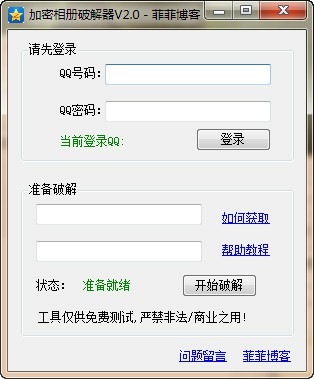 加密相册破解器V2.0 - 菲菲博客
请先登录
QQ号码:
QQ密码:
当前登录QQ:
登录
准备破解
如何获取
帮助教程
状态: 准备就绪
开始破解
工具仅供免费测试,严禁非法/商业之用!
问题留言 菲菲博客